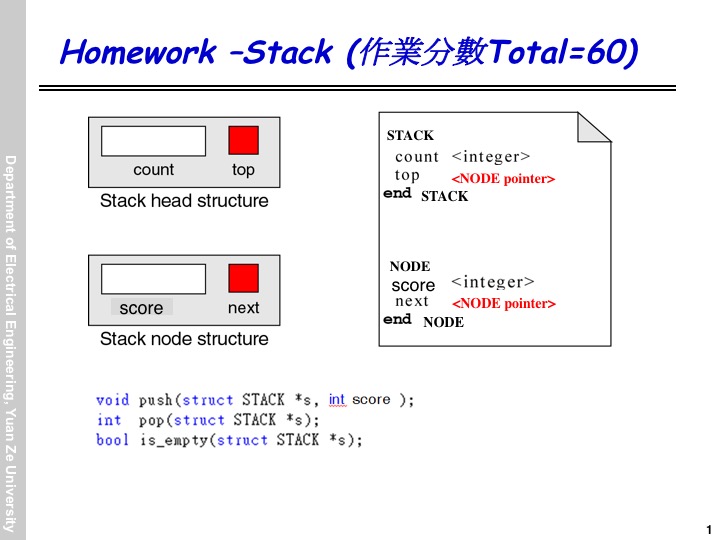 Homework –Stack (作業分數Total=60)
Department of Electrical Engineering, Yuan Ze University
count top
Stack head structure
score next
Stack node structure
STACK
count <integer>
top <NODE pointer>
end STACK
NODE
score <integer>
next <NODE pointer>
end NODE
void push(struct STACK *s, int score );
int pop(struct STACK *s);
bool is_empty(struct STACK *s);
1